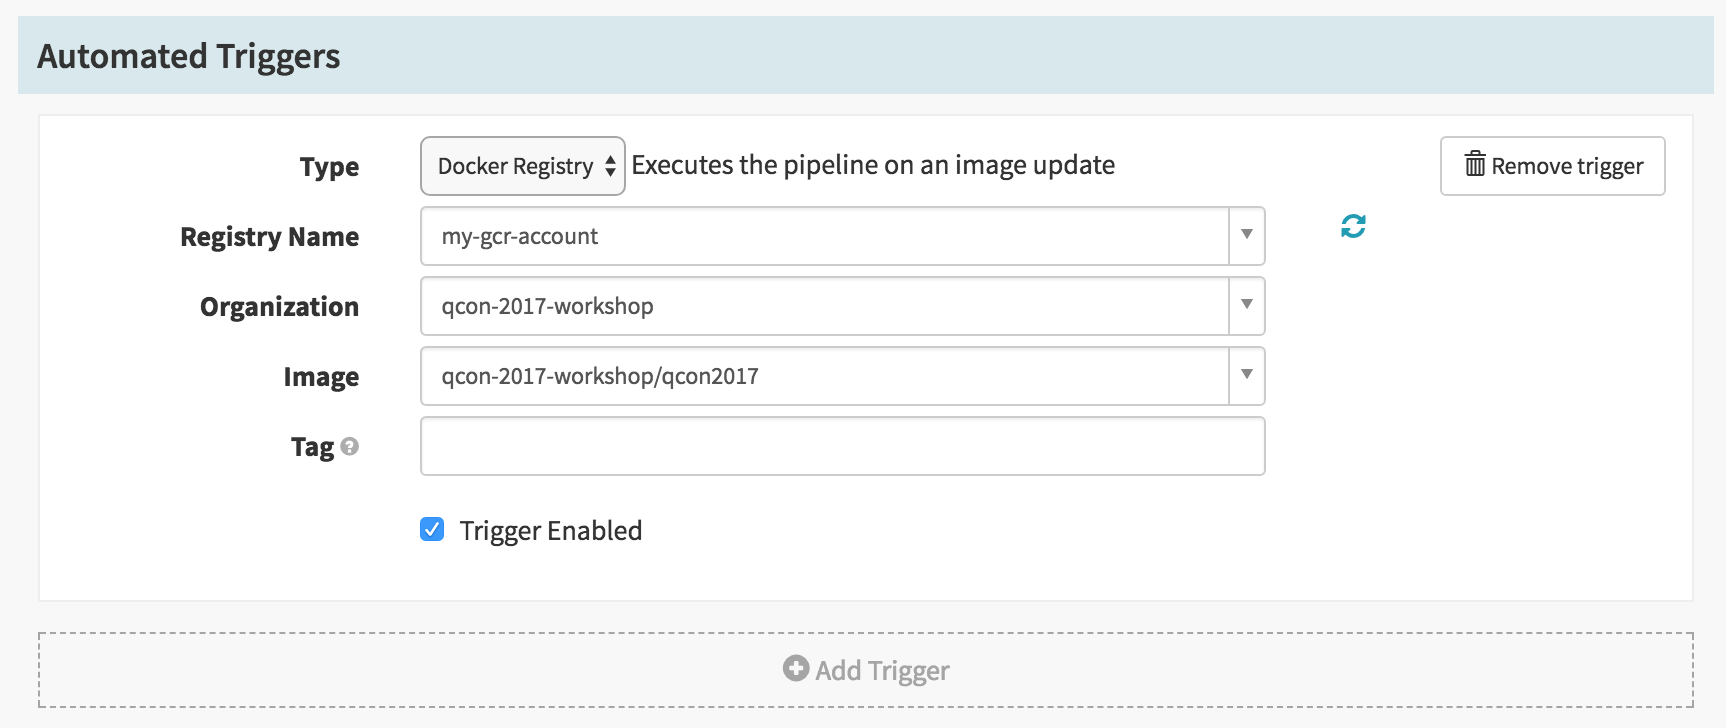 Automated Triggers
Type Docker Registry Executes the pipeline on an image update Remove trigger
Registry Name my-gcr-account
Organization qcon-2017-workshop
Image qcon-2017-workshop/qcon2017
Tag ?
Trigger Enabled
Add Trigger